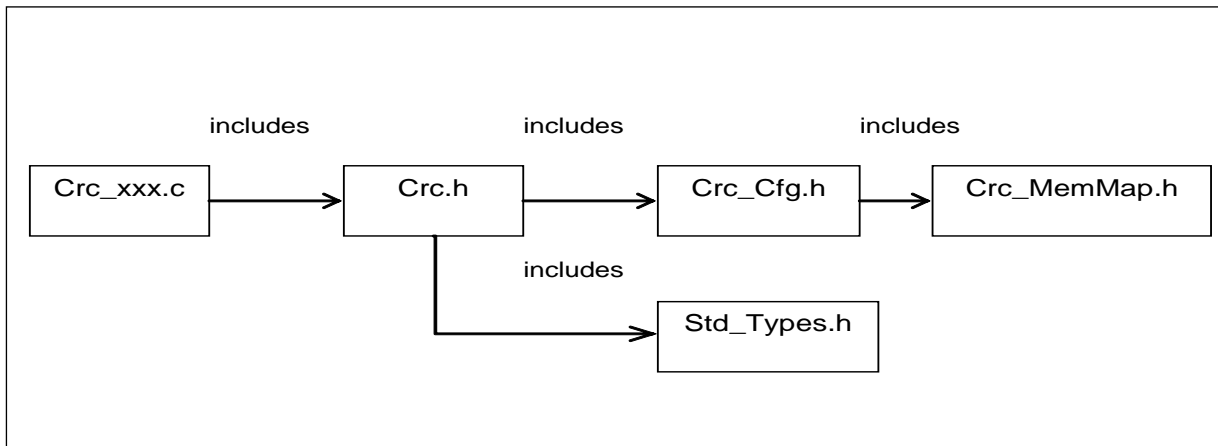 includes
includes
includes
Crc_xxx.c
Crc.h
Crc_Cfg.h
Crc_MemMap.h
includes
Std_Types.h